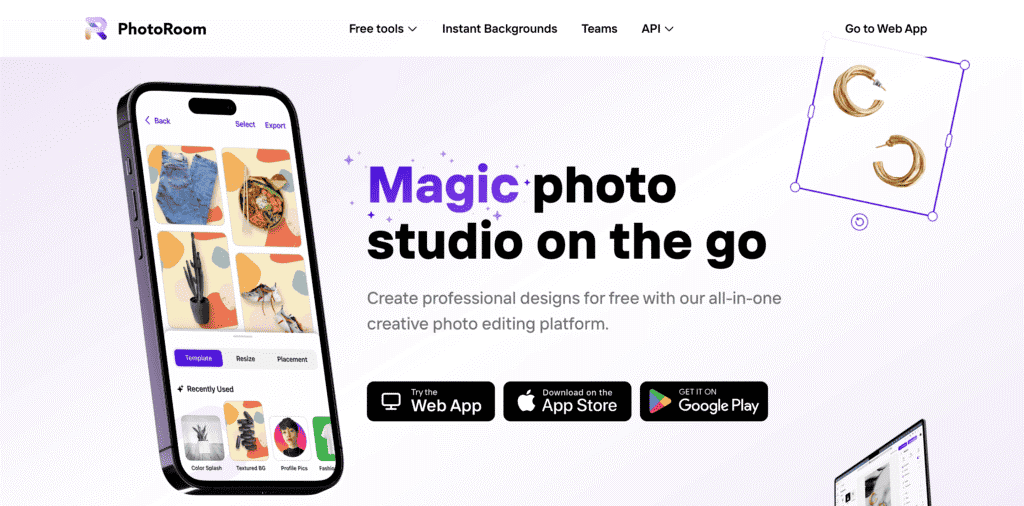 PhotoRoom
Free tools
Instant Backgrounds
Teams
API
Go to Web App
Back
Select
Export
Template
Resize
Placement
Recently Used
Color Splash
Textured BG
Profile Pics
Fashio
Magic photo
studio on the go
Create professional designs for free with our all-in-one
creative photo editing platform.
Try the
Web App
Download on the
App Store
GET IT ON
Google Play